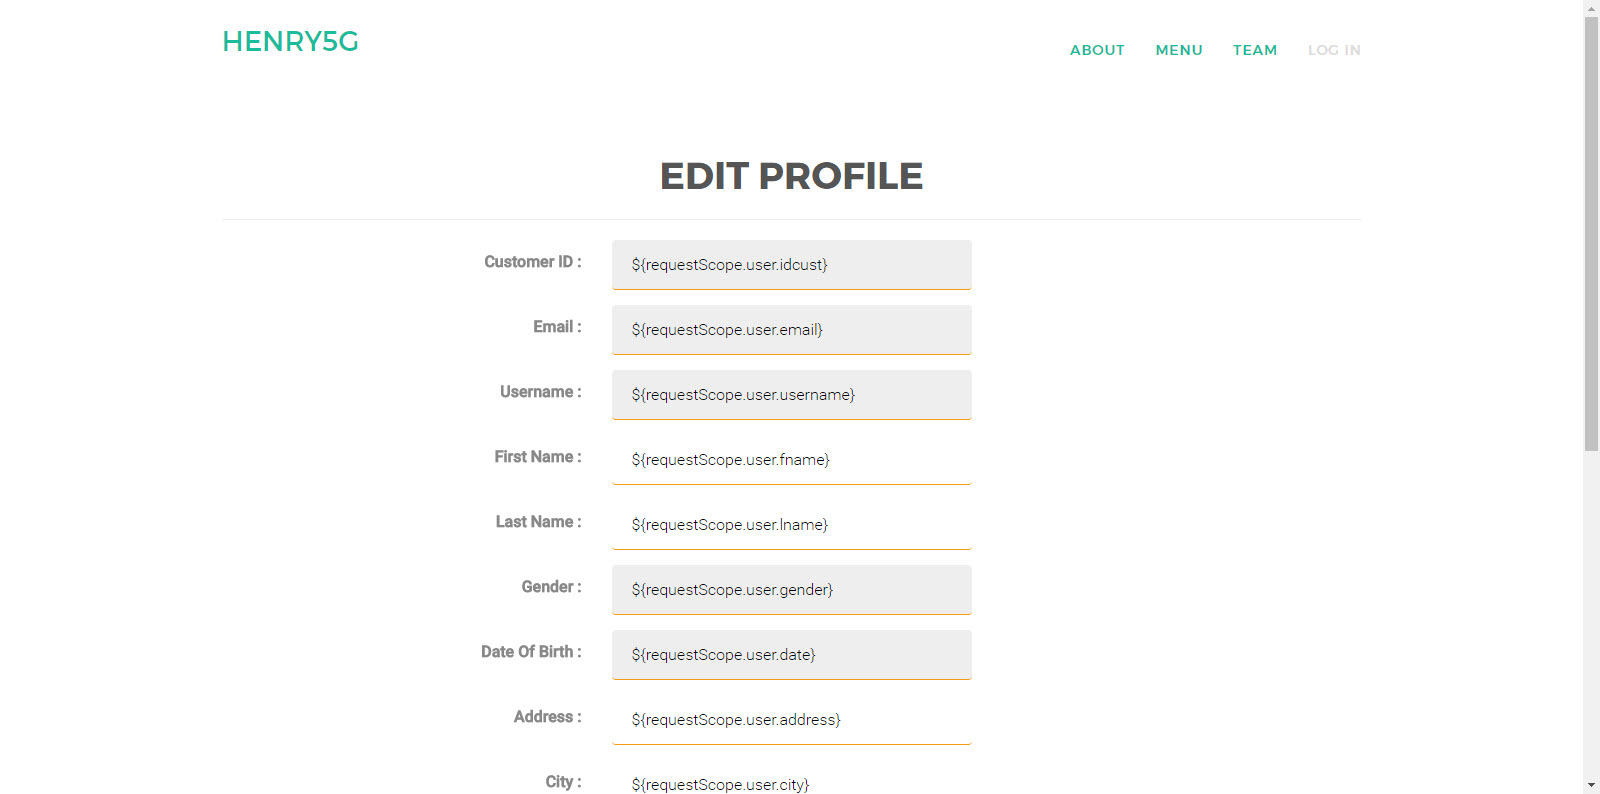 HENRY5G
ABOUT MENU TEAM LOG IN
EDIT PROFILE
Customer ID : ${requestScope.user.idcust}
Email : ${requestScope.user.email}
Username : ${requestScope.user.username}
First Name : ${requestScope.user.fname}
Last Name : ${requestScope.user.lname}
Gender : ${requestScope.user.gender}
Date Of Birth : ${requestScope.user.date}
Address : ${requestScope.user.address}
City : ${requestScope.user.city}